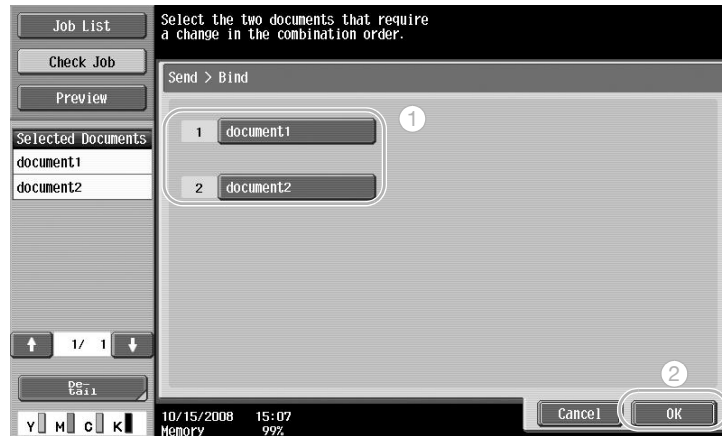 Job List
Select the two documents that require
a change in the combination order.
Check Job
Send > Bind
Preview
1
1 document1
Selected Documents
document1
document2
2 document2
1/ 1
2
De-
tail
Cancel
OK
Y M C K
10/15/2008 15:07
Memory 99%